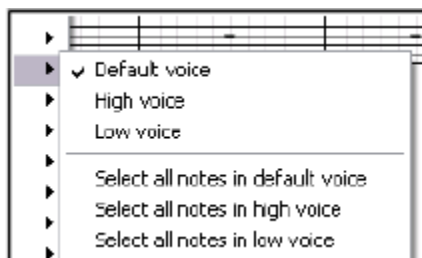 Default voice
High voice
Low voice
Select all notes in default voice
Select all notes in high voice
Select all notes in low voice